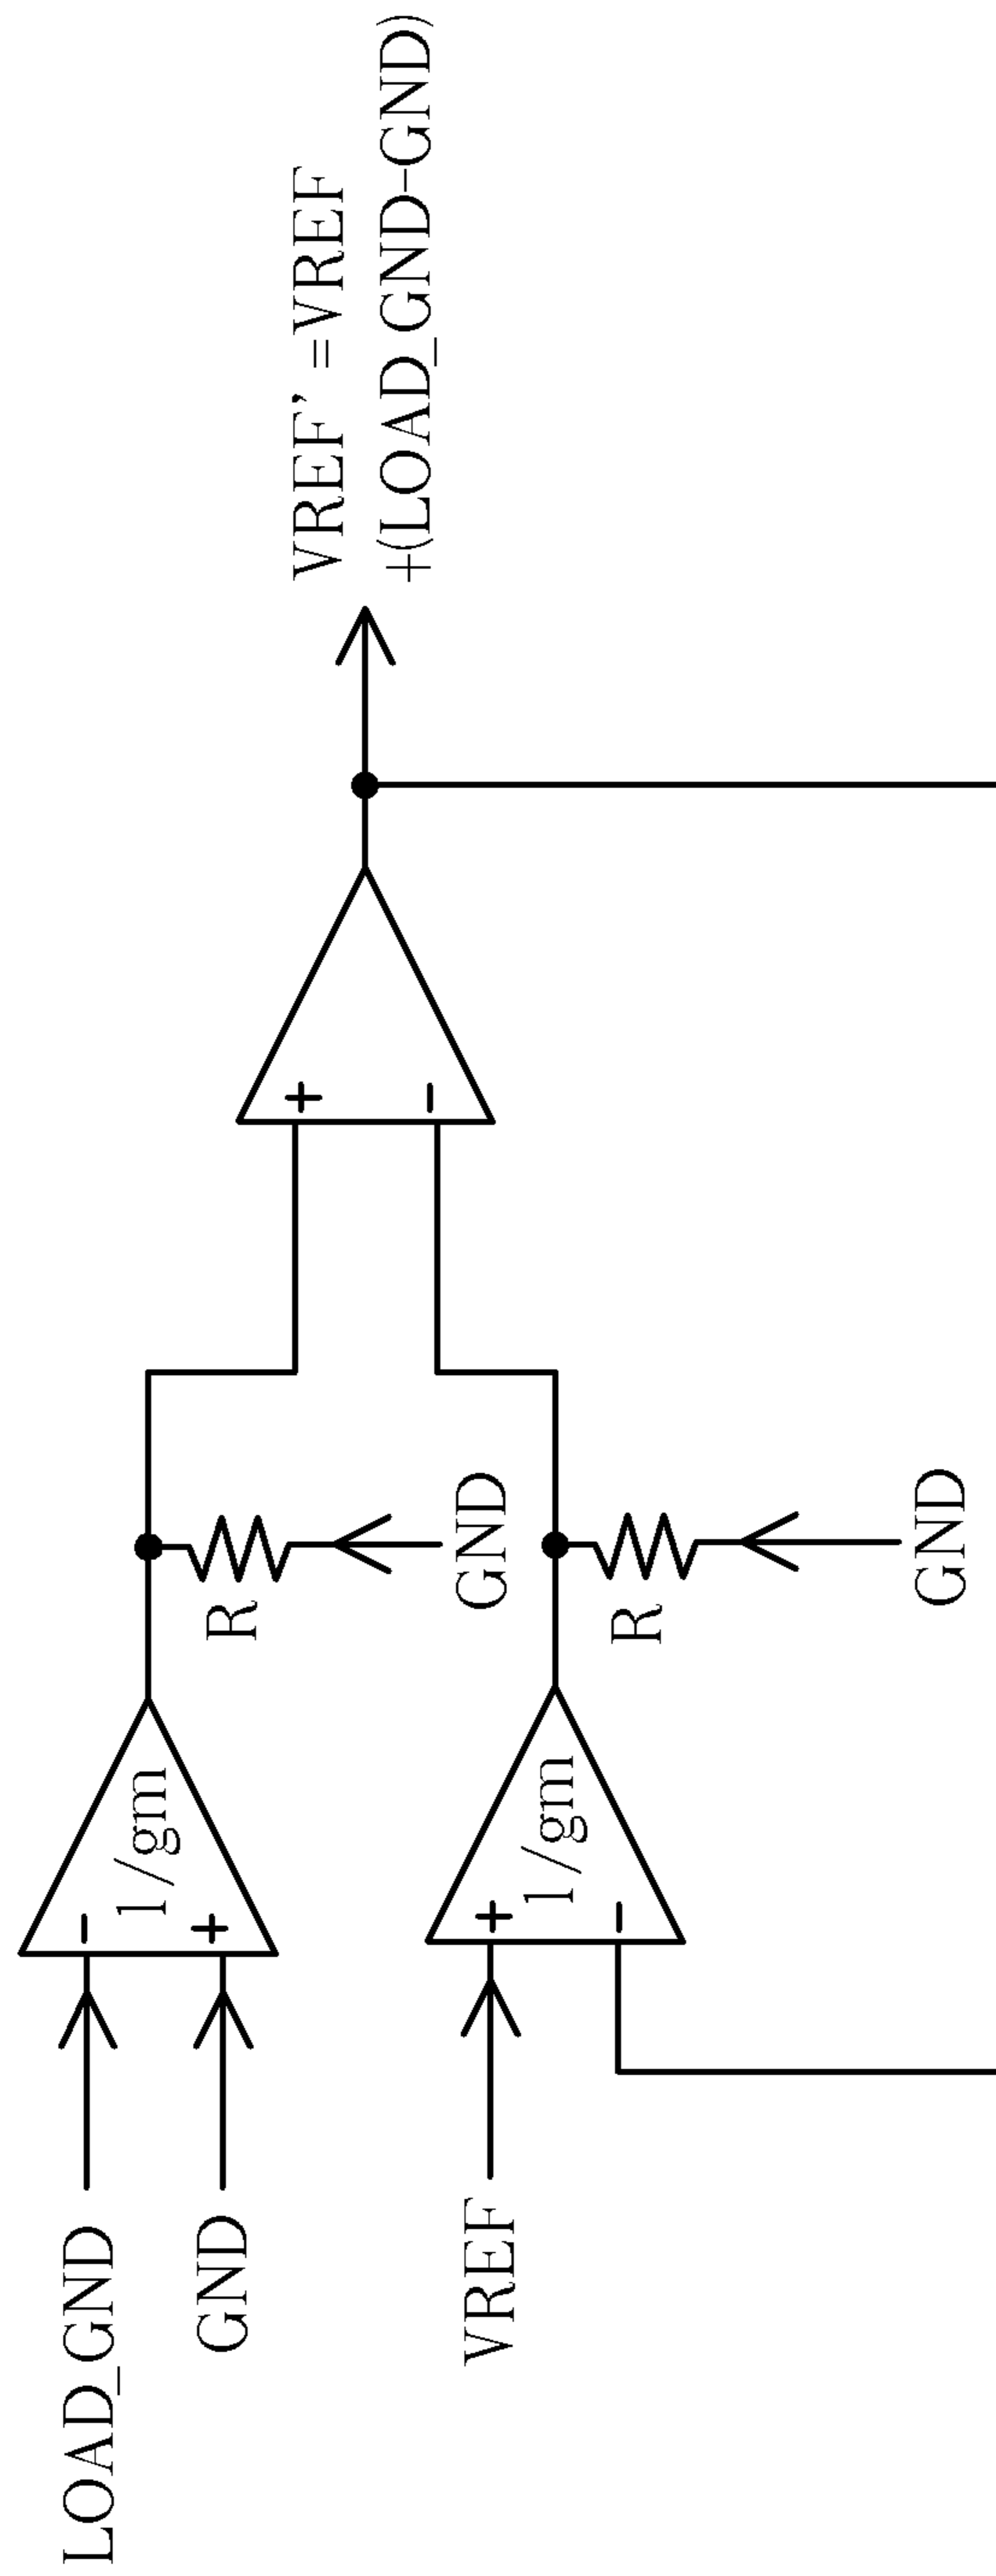 LOAD_GND
GND
-
+
1/gm
R
GND
VREF
+
-
1/gm
R
GND
+
-
VREF' =VREF
+(LOAD_GND-GND)